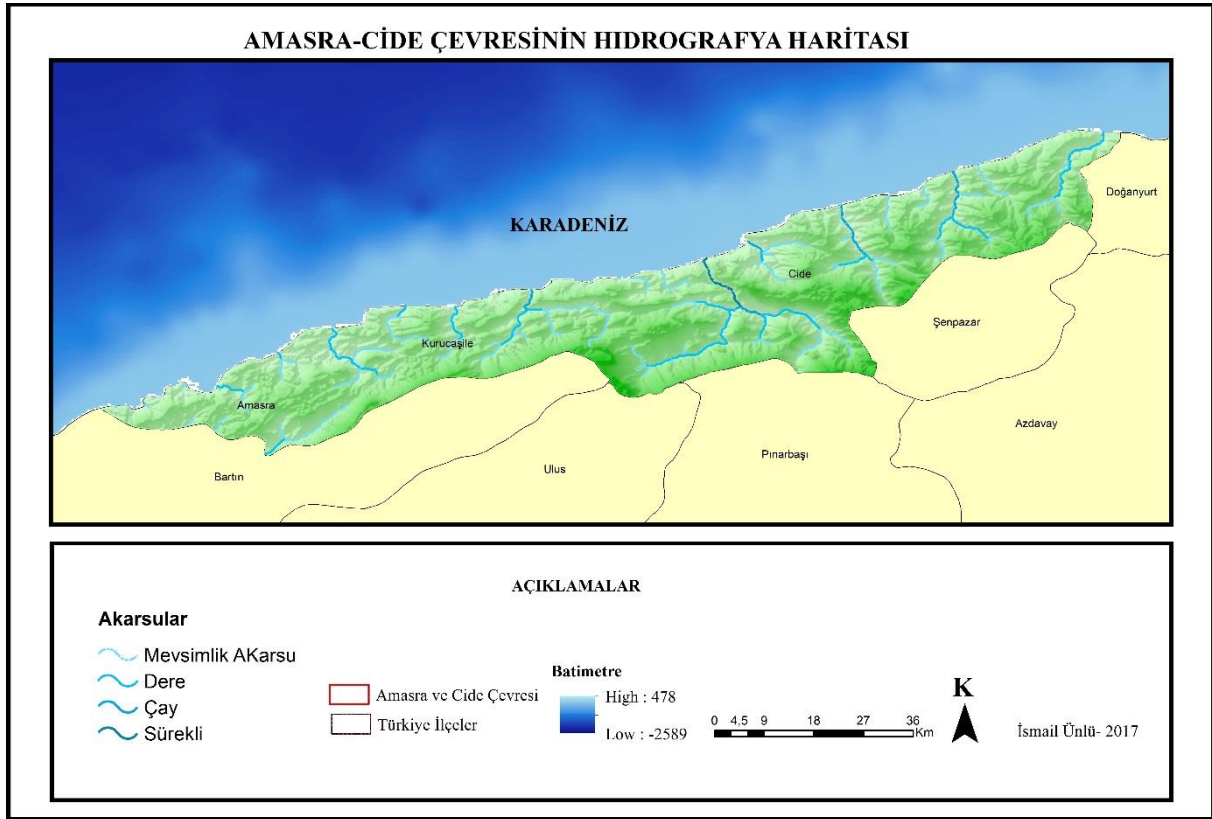 AMASRA-CİDE ÇEVRESİNİN HIDROGRAFYA HARİTASI
KARADENİZ
Doğanyurt
Cide
Şenpazar
Kurucaşile
Amasra
Azdavay
Pınarbaşı
Ulus
Bartın
AÇIKLAMALAR
Akarsular
Mevsimlik AKarsu
Dere
Çay
Sürekli
Amasra ve Cide Çevresi
Türkiye İlçeler
Batimetre
High : 478
Low : -2589
0 4,5 9 18 27 36
Km
K
İsmail Ünlü- 2017